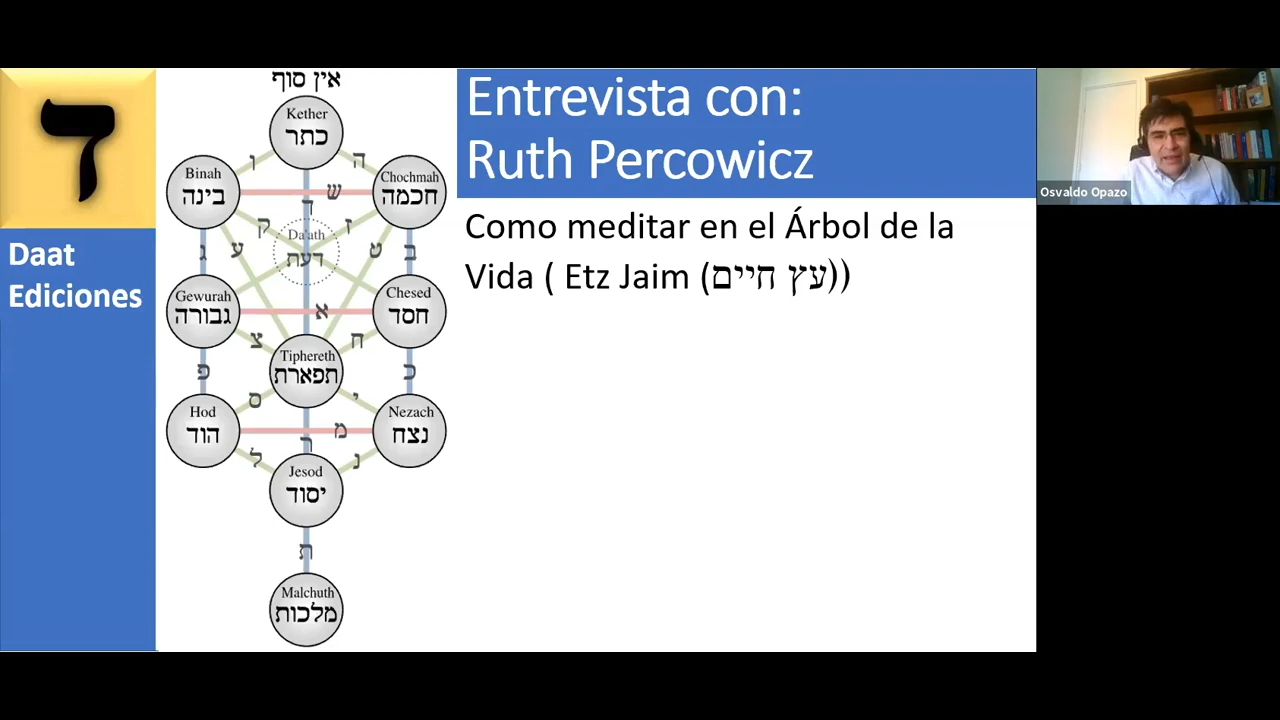 ד
Daat
Ediciones
אין סוף
Kether
כתר
ו
ה
Binah
בינה
Chochmah
חכמה
ש
ד
ק
ז
Da'ath
דעת
ג
ע
ט
ב
Gewurah
גבורה
Chesed
חסד
א
צ
ח
Tiphereth
תפארת
פ
כ
ס
י
Hod
הוד
Nezach
נצח
מ
ר
ל
נ
Jesod
יסוד
ת
Malchuth
מלכות
Entrevista con:
Ruth Percowicz
Como meditar en el Árbol de la
Vida ( Etz Jaim (עץ חיים))
Osvaldo Opazo